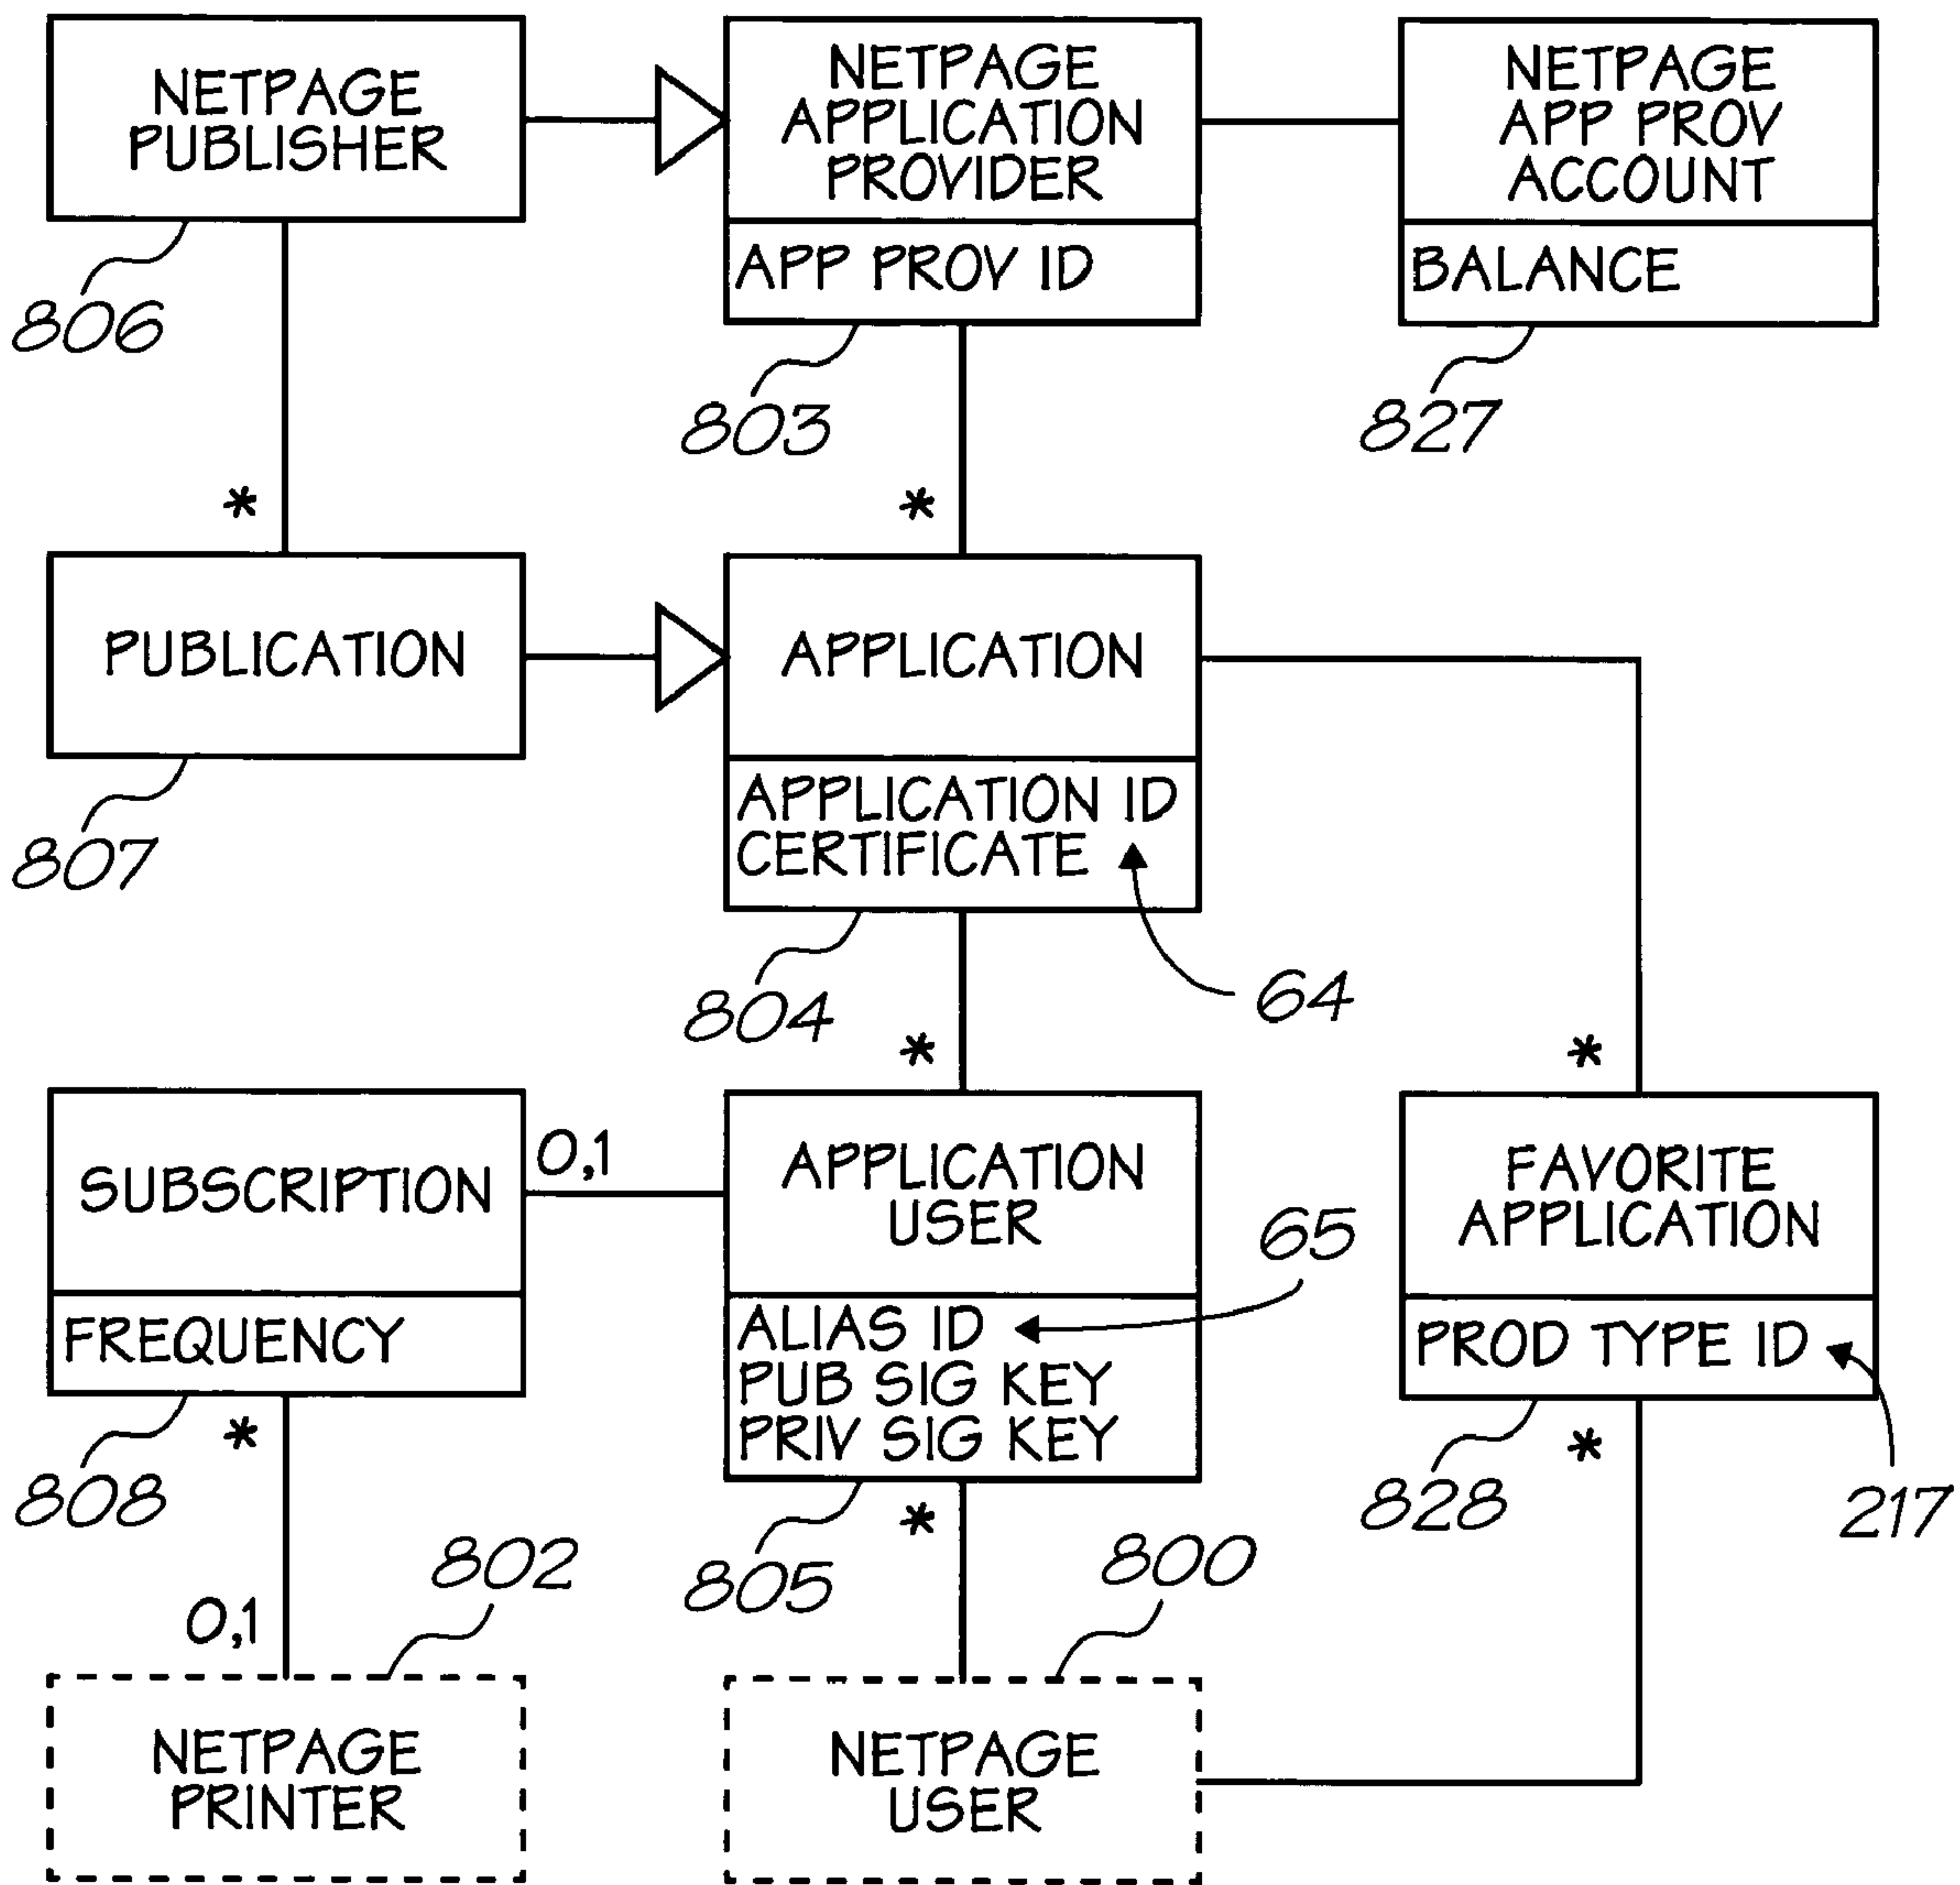 NETPAGE
PUBLISHER
NETPAGE
APPLICATION
PROVIDER
APP PROV ID
NETPAGE
APP PROV
ACCOUNT
BALANCE
806
803
827
*
*
PUBLICATION
APPLICATION
APPLICATION ID
CERTIFICATE
807
804
64
*
*
SUBSCRIPTION
FREQUENCY
0,1
APPLICATION
USER
ALIAS ID
PUB SIG KEY
PRIV SIG KEY
65
FAVORITE
APPLICATION
PROD TYPE ID
808
*
805
*
828
*
217
802
800
0,1
NETPAGE
PRINTER
NETPAGE
USER